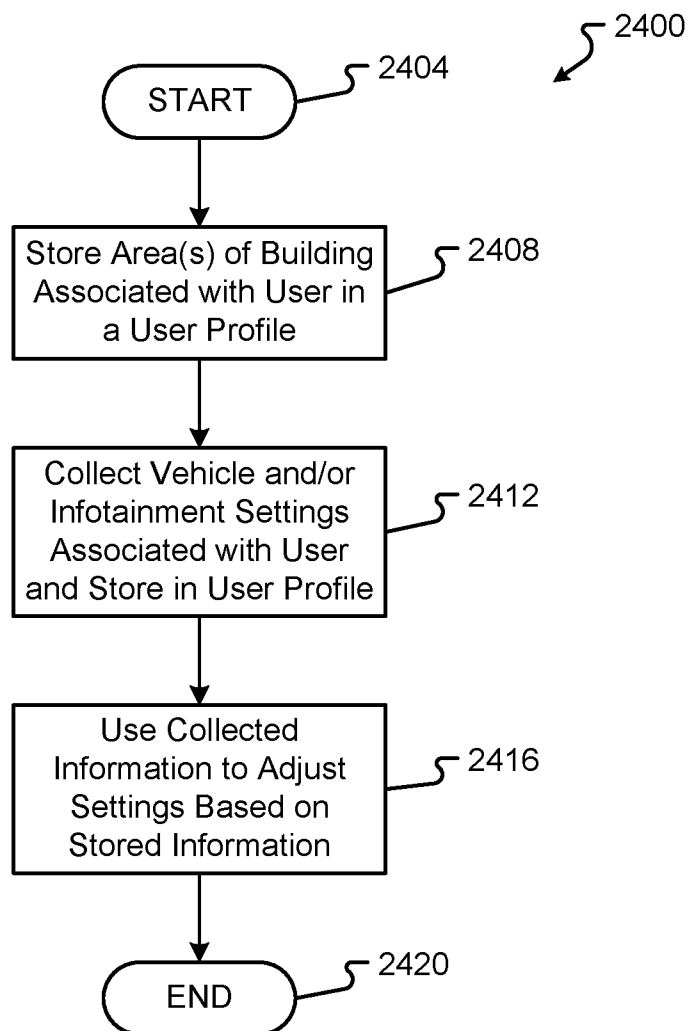 2400
START
2404
Store Area(s) of Building
Associated with User in
a User Profile
2408
Collect Vehicle and/or
Infotainment Settings
Associated with User
and Store in User Profile
2412
Use Collected
Information to Adjust
Settings Based on
Stored Information
2416
END
2420